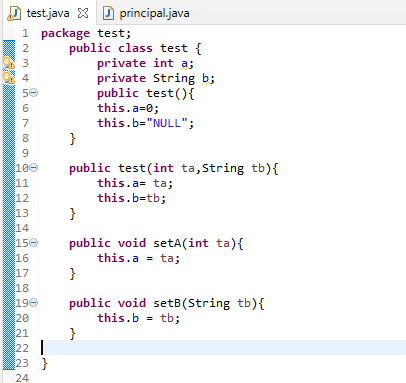 test.java principal.java
1 package test;
2 public class test {
3 private int a;
4 private String b;
5 public test(){
6 this.a=0;
7 this.b="NULL";
8 }
9
10 public test(int ta,String tb){
11 this.a= ta;
12 this.b=tb;
13 }
14
15 public void setA(int ta){
16 this.a = ta;
17 }
18
19 public void setB(String tb){
20 this.b = tb;
21 }
22
23 }
24